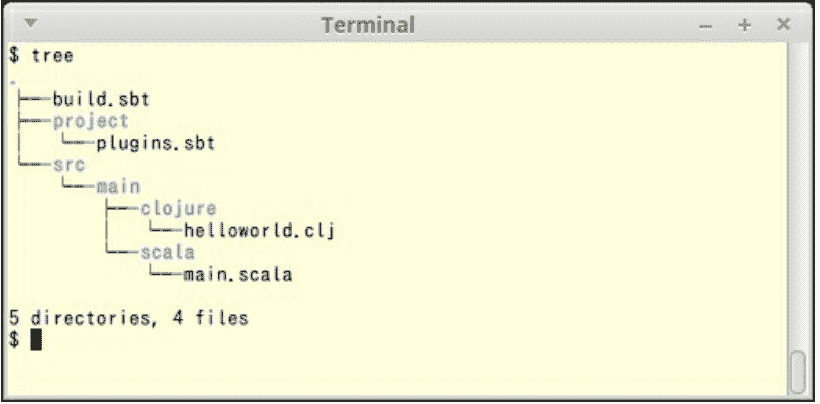 Terminal
$ tree
.
├──build.sbt
├──project
│  └──plugins.sbt
└──src
   └──main
      ├──clojure
      │  └──helloworld.clj
      └──scala
         └──main.scala
5 directories, 4 files
$